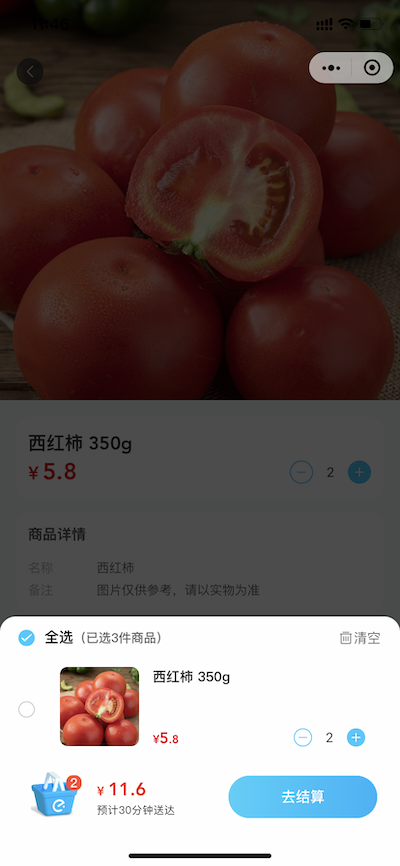 11:46
西红柿 350g
¥ 5.8
2
商品详情
名称 西红柿
备注 图片仅供参考，请以实物为准
全选（已选3件商品） 清空
西红柿 350g
¥5.8 2
2
¥ 11.6
预计30分钟送达
去结算